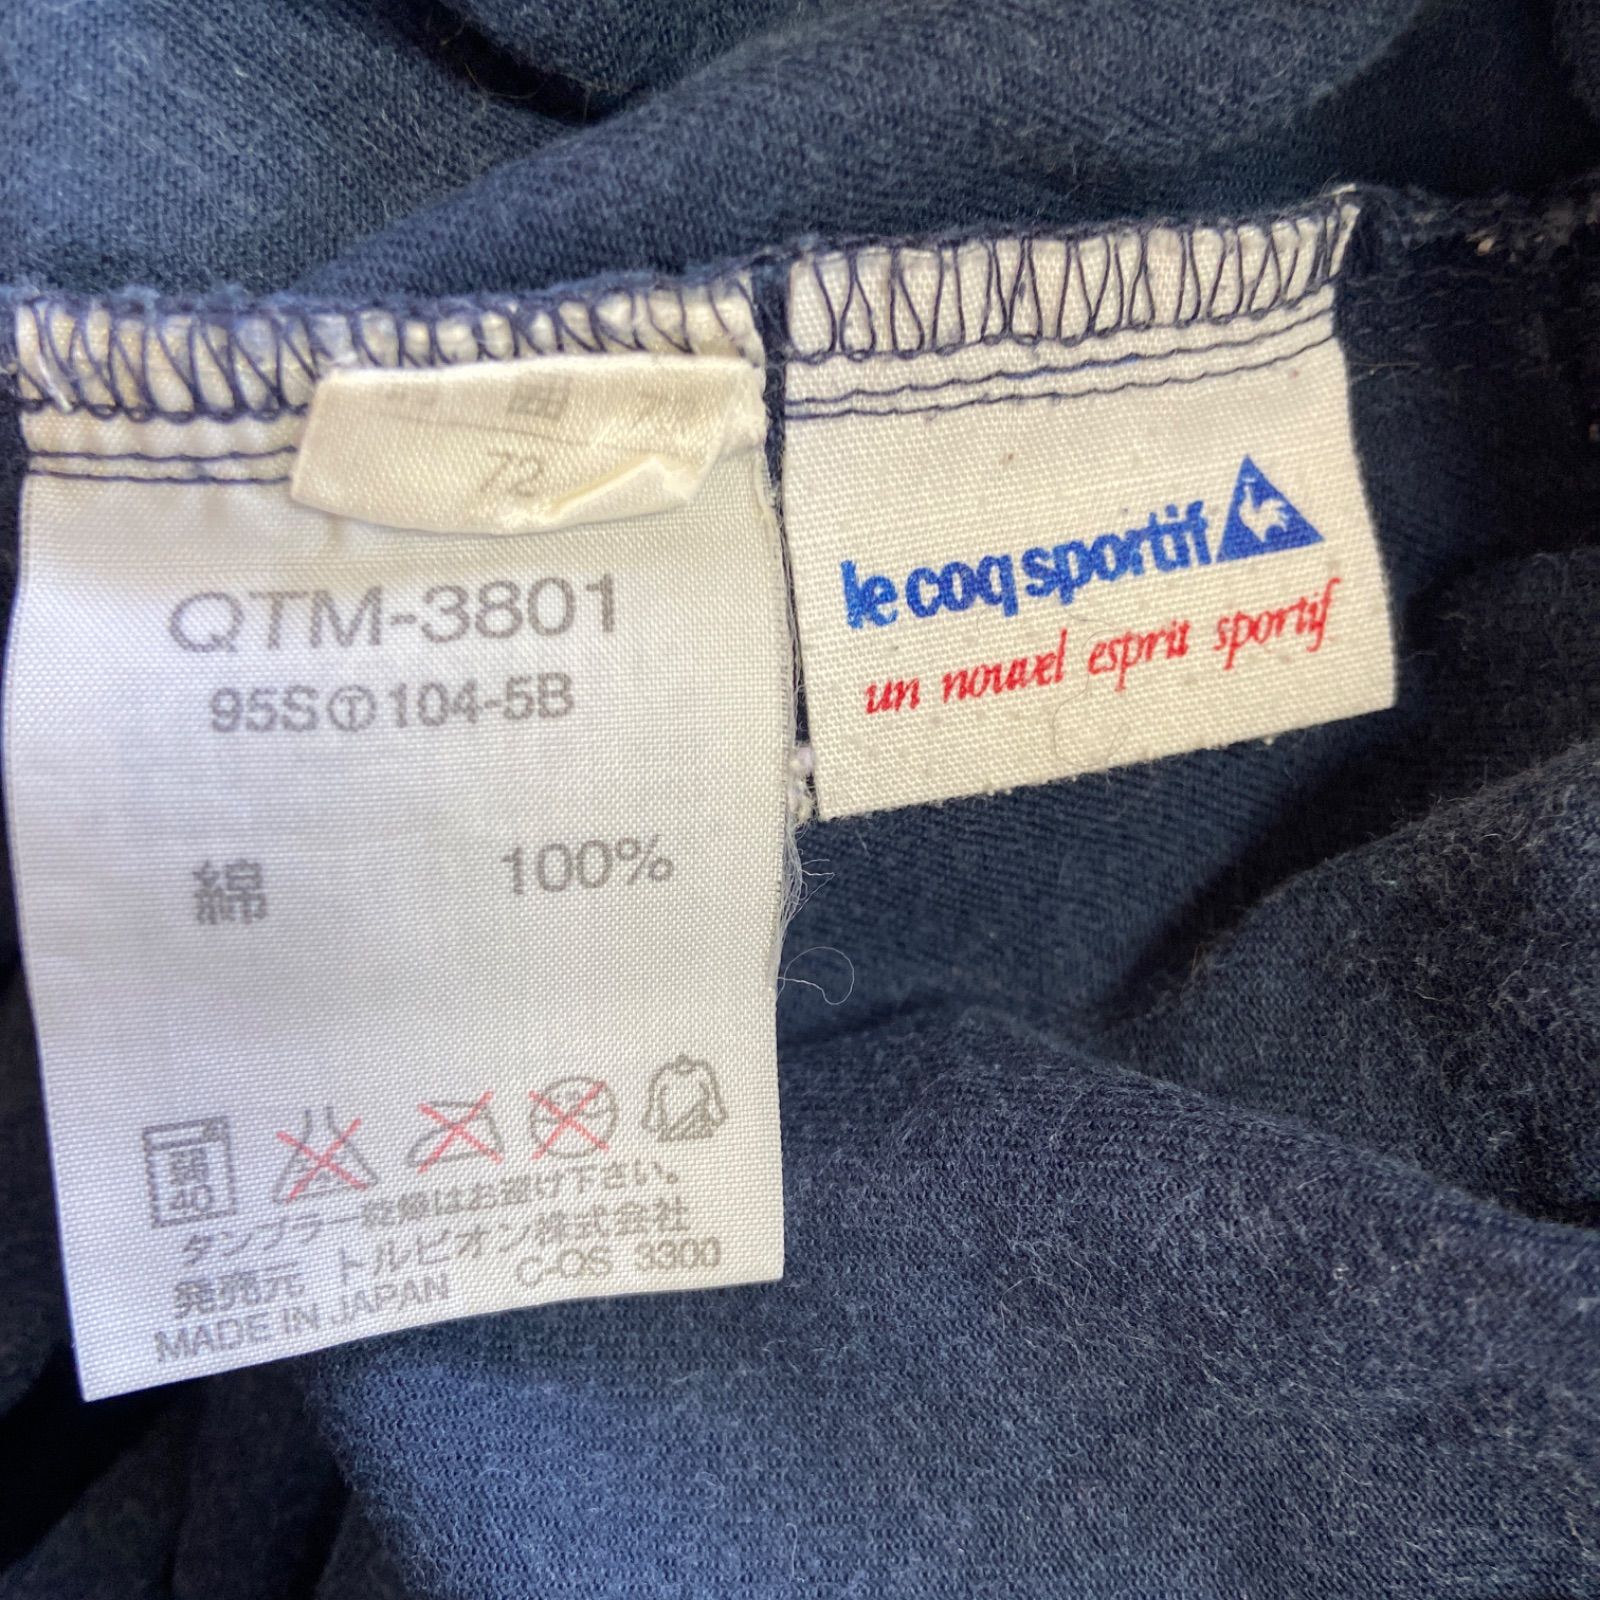 72
QTM-3801
95SⓉ104-5B
綿 100%
40
タンブラー乾燥はお避け下さい。
発売元 トルビオン株式会社
MADE IN JAPAN C-OS 3300
le coq sportif
un nouvel esprit sportif